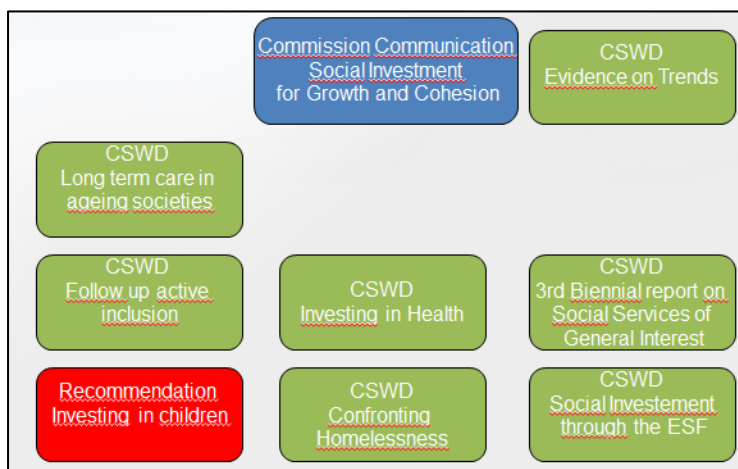 Commission Communication
Social Investment
for Growth and Cohesion
CSWD
Evidence on Trends
CSWD
Long term care in
ageing societies
CSWD
Follow up active
inclusion
CSWD
Investing in Health
CSWD
3rd Biennial report on
Social Services of
General Interest
Recommendation
Investing in children
CSWD
Confronting
Homelessness
CSWD
Social Investement
through the ESF